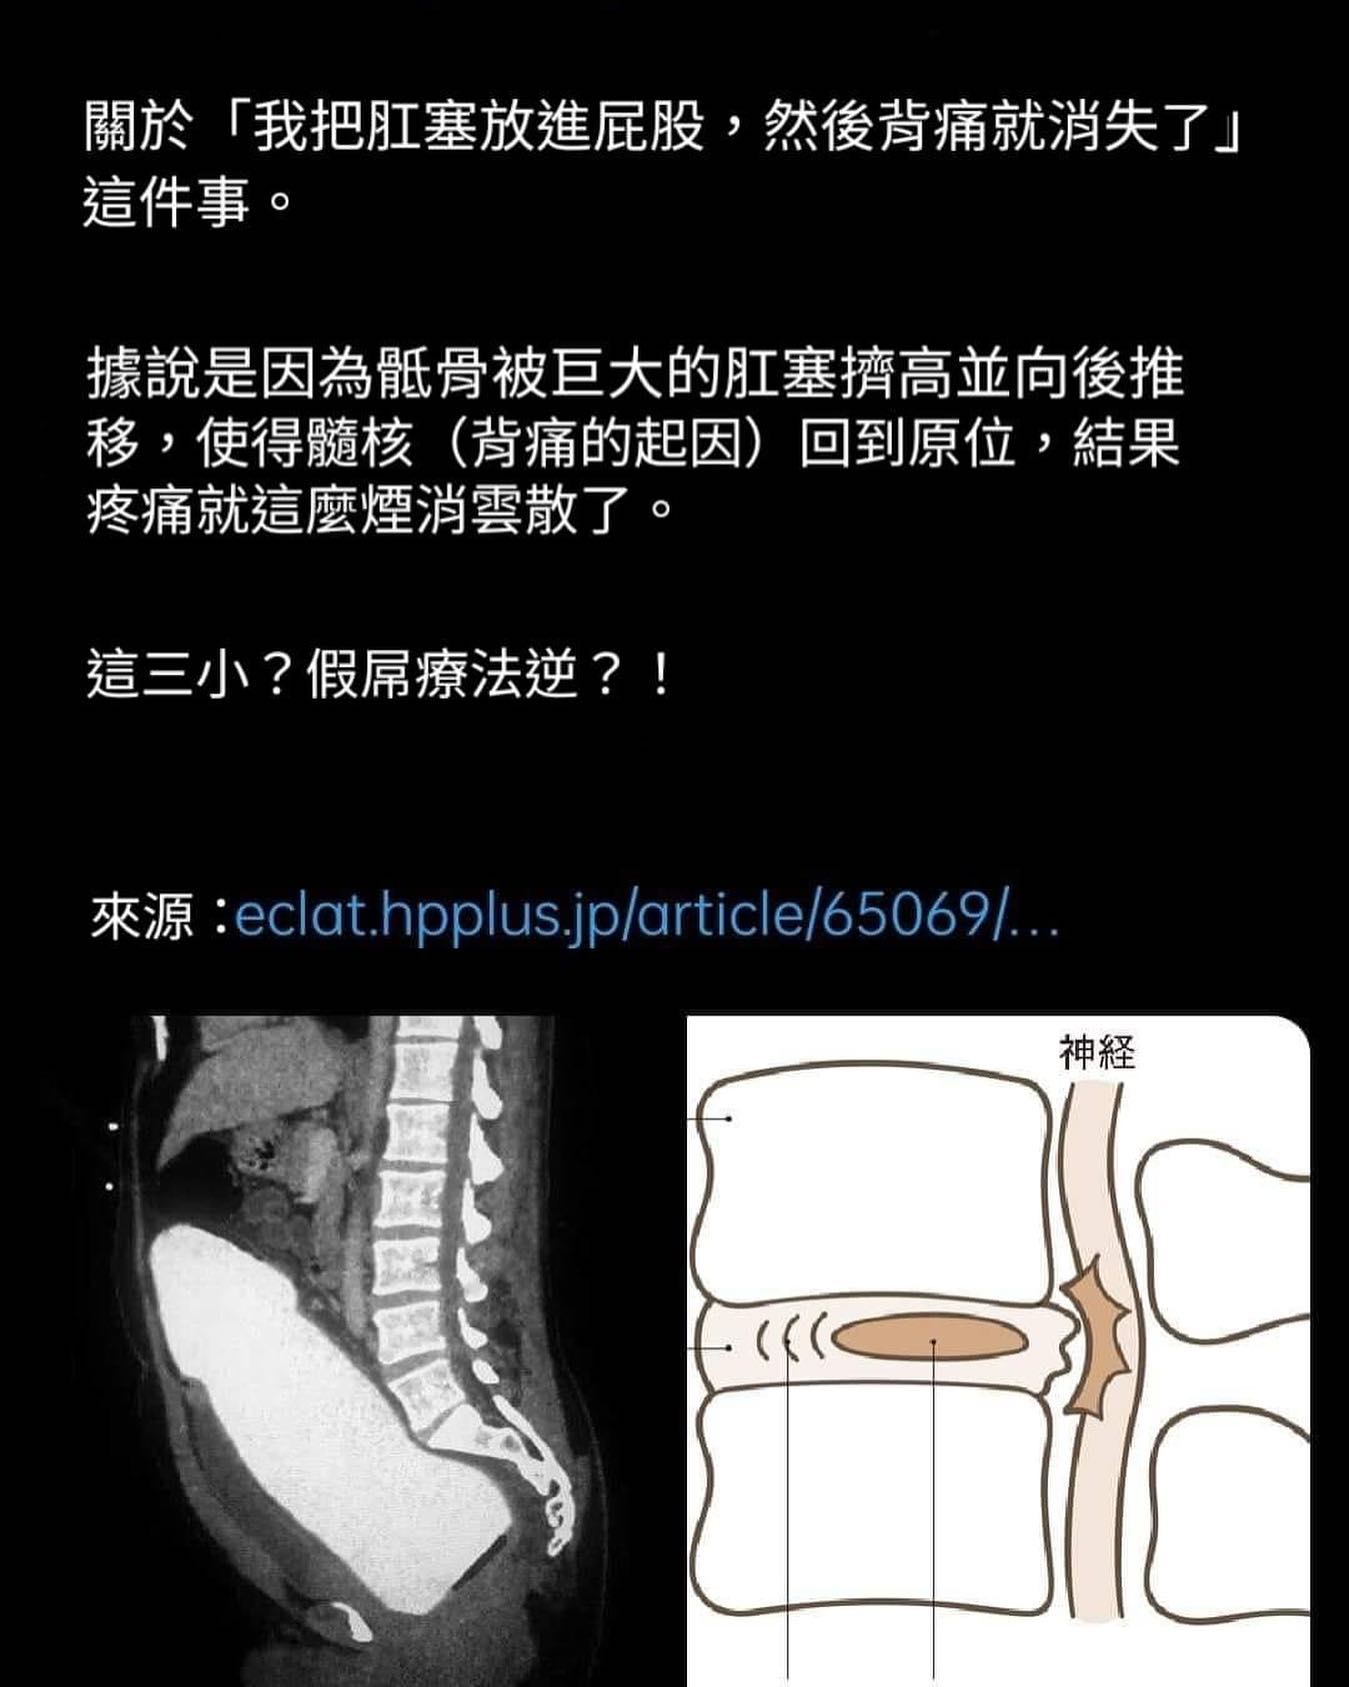 關於「我把肛塞放進屁股，然後背痛就消失了」
這件事。
據說是因為骶骨被巨大的肛塞擠高並向後推
移，使得髓核（背痛的起因）回到原位，結果
疼痛就這麼煙消雲散了。
這三小？假屌療法逆？！
來源：eclat.hpplus.jp/article/65069/…
神経